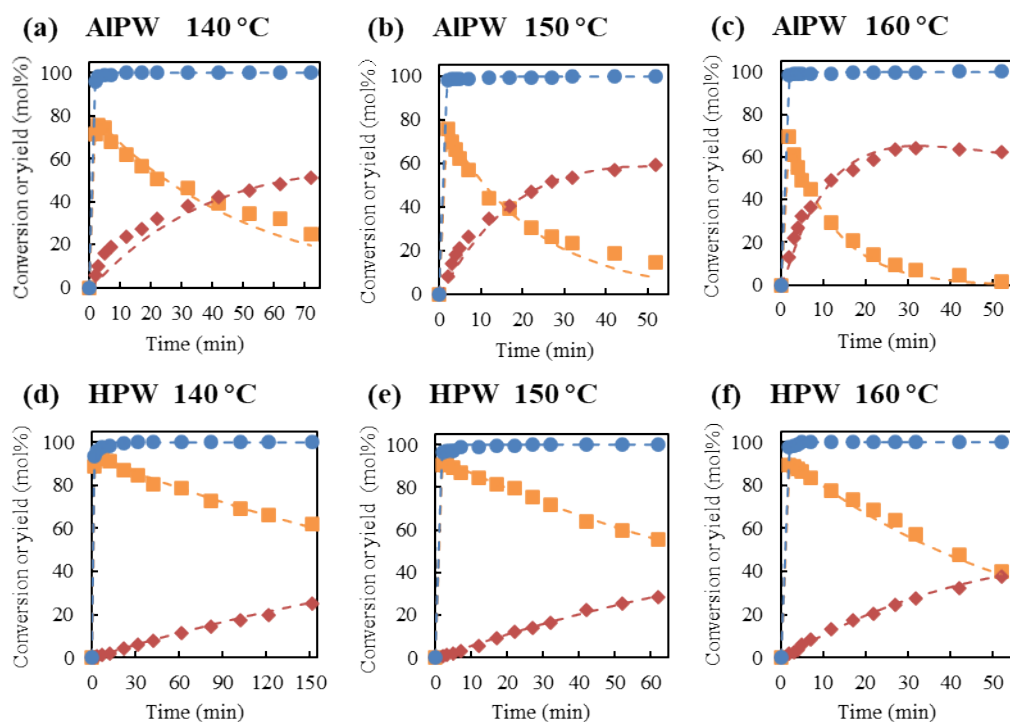 (a) AlPW 140 °C
Conversion or yield (mol%)
100
80
60
40
20
0
0 10 20 30 40 50 60 70
Time (min)
(b) AlPW 150 °C
Conversion or yield (mol%)
100
80
60
40
20
0
0 10 20 30 40 50
Time (min)
(c) AlPW 160 °C
Conversion or yield (mol%)
100
80
60
40
20
0
0 10 20 30 40 50
Time (min)
(d) HPW 140 °C
Conversion or yield (mol%)
100
80
60
40
20
0
0 30 60 90 120 150
Time (min)
(e) HPW 150 °C
Conversion or yield (mol%)
100
80
60
40
20
0
0 10 20 30 40 50 60
Time (min)
(f) HPW 160 °C
Conversion or yield (mol%)
100
80
60
40
20
0
0 10 20 30 40 50
Time (min)